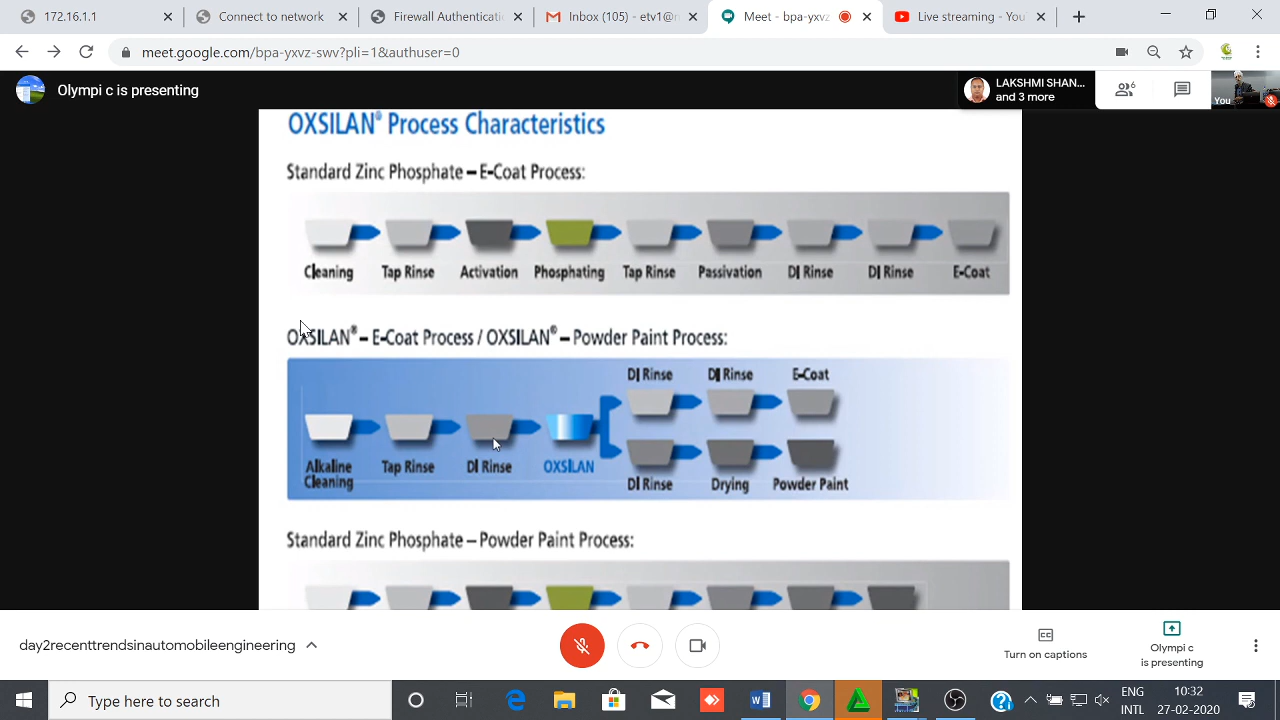 172.16.1.1
Connect to network
Firewall Authenticati
Inbox (105) - etv1@n
Meet - bpa-yxvz
Live streaming - You
meet.google.com/bpa-yxvz-swv?pli=1&authuser=0
Olympi c is presenting
LAKSHMI SHAN...
and 3 more
6
You
OXSILAN® Process Characteristics
Standard Zinc Phosphate – E-Coat Process:
Cleaning Tap Rinse Activation Phosphating Tap Rinse Passivation DI Rinse DI Rinse E-Coat
OXSILAN® – E-Coat Process / OXSILAN® – Powder Paint Process:
DI Rinse DI Rinse E-Coat
Alkaline Cleaning Tap Rinse DI Rinse OXSILAN
DI Rinse Drying Powder Paint
Standard Zinc Phosphate – Powder Paint Process:
day2recenttrendsinautomobileengineering
Turn on captions
Olympi c
is presenting
Type here to search
ENG
INTL
10:32
27-02-2020